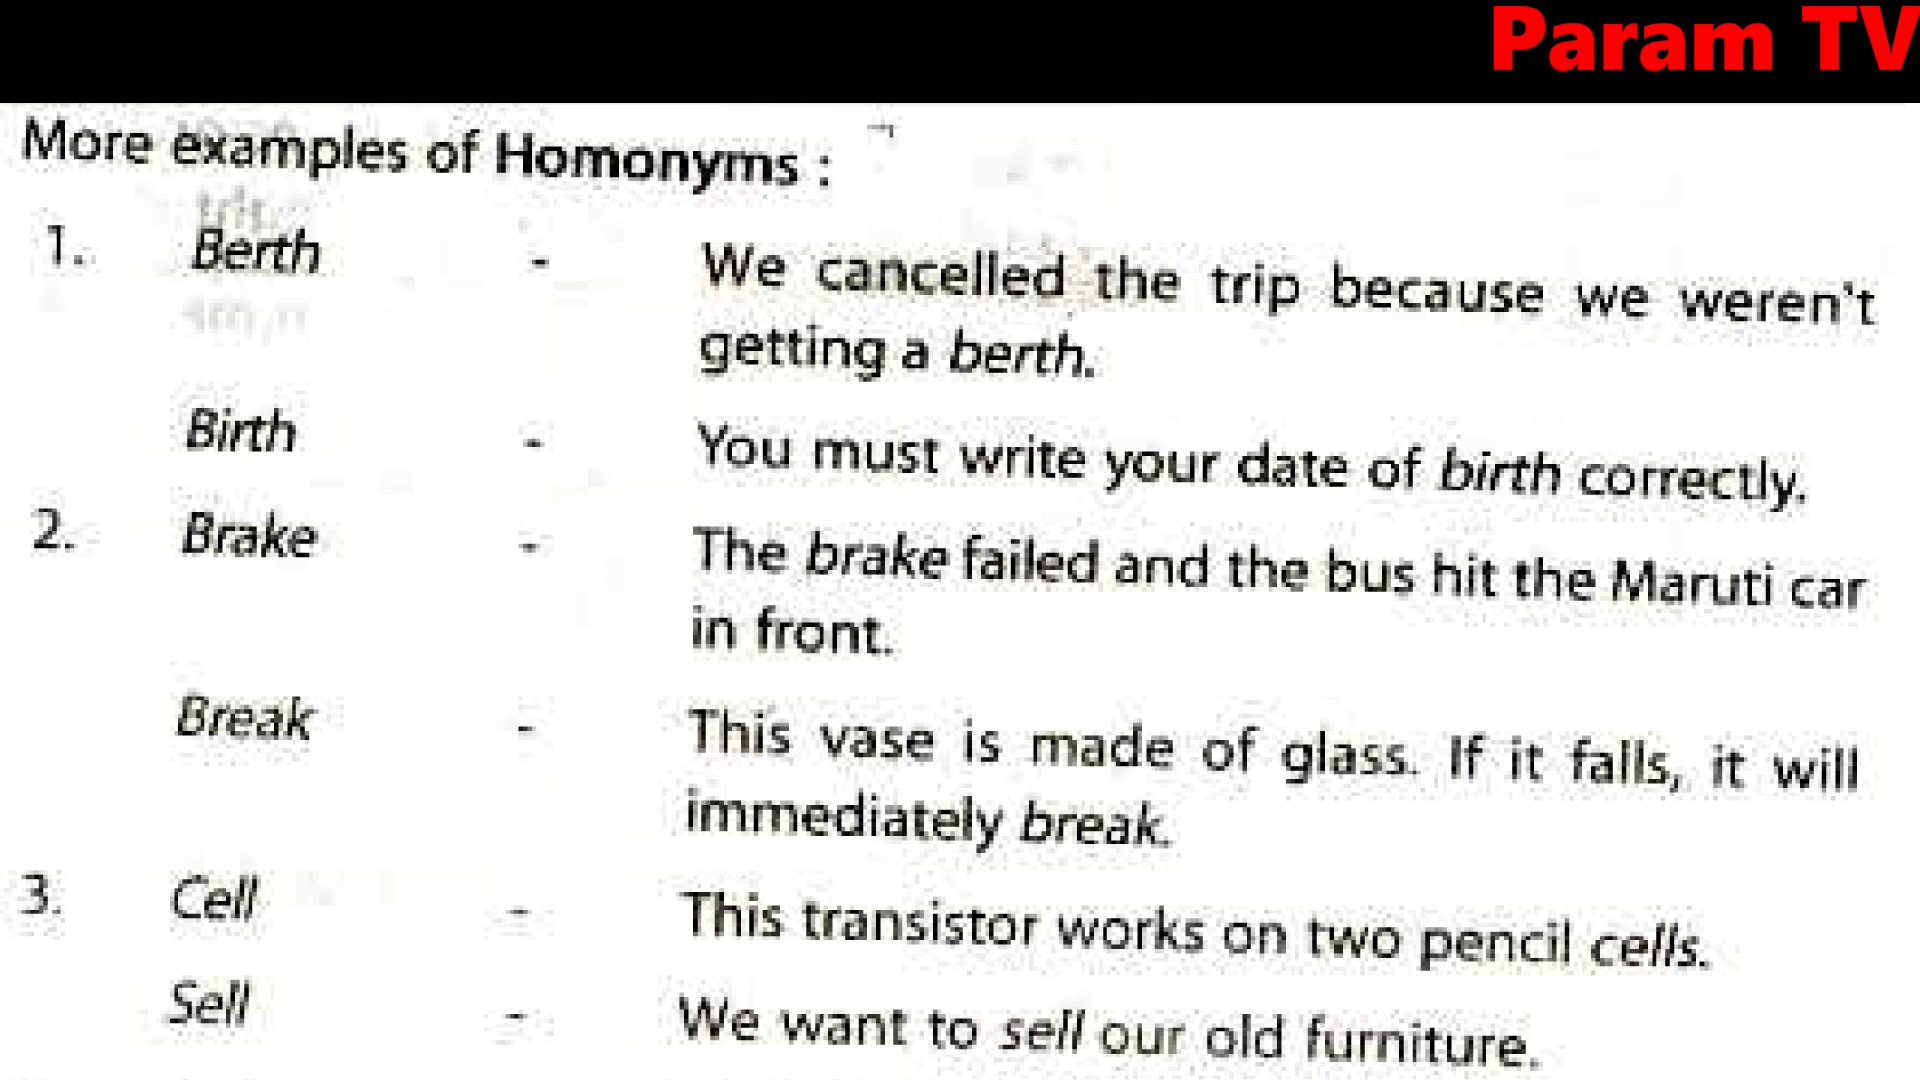 Param TV
More examples of Homonyms :
1. Berth - We cancelled the trip because we weren't
getting a berth.
Birth - You must write your date of birth correctly.
2. Brake - The brake failed and the bus hit the Maruti car
in front.
Break - This vase is made of glass. If it falls, it will
immediately break.
3. Cell - This transistor works on two pencil cells.
Sell - We want to sell our old furniture.